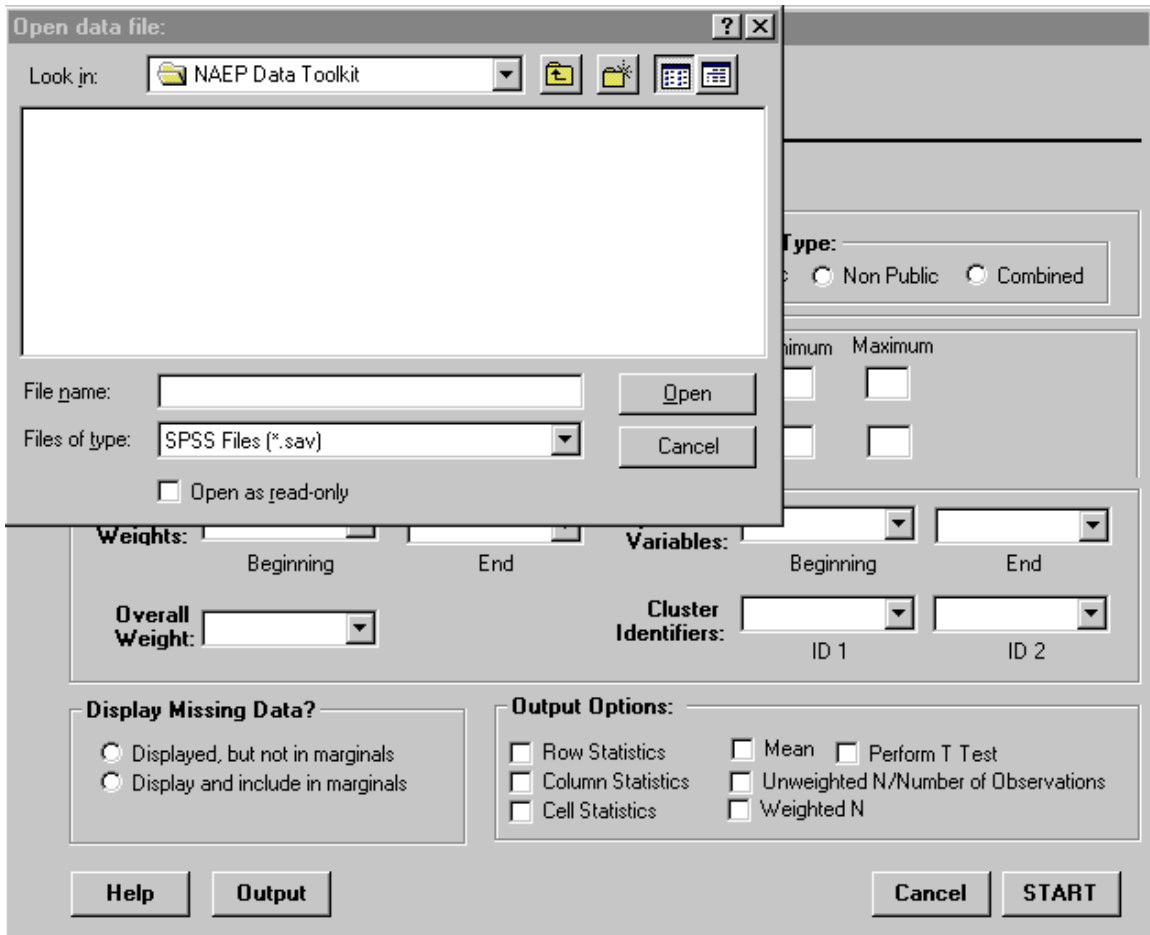 Open data file:
Look in: NAEP Data Toolkit
File name:
Open
Files of type: SPSS Files (*.sav)
Cancel
Open as read-only
Type:
Non Public Combined
Maximum
Weights:
Beginning End
Variables:
Beginning End
Overall
Weight:
Cluster
Identifiers:
ID 1 ID 2
Display Missing Data?
Displayed, but not in marginals
Display and include in marginals
Output Options:
Row Statistics Mean Perform T Test
Column Statistics Unweighted N/Number of Observations
Cell Statistics Weighted N
Help Output Cancel START